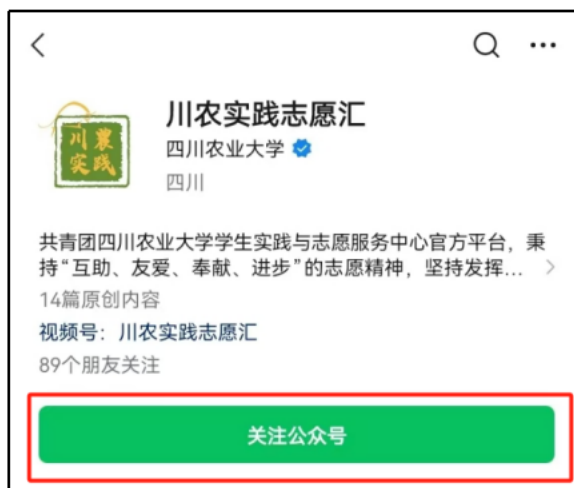 川農
实践
川农实践志愿汇
四川农业大学
四川
共青团四川农业大学学生实践与志愿服务中心官方平台，秉
持“互助、友爱、奉献、进步”的志愿精神，坚持发挥...
14篇原创内容
视频号：川农实践志愿汇
89个朋友关注
关注公众号